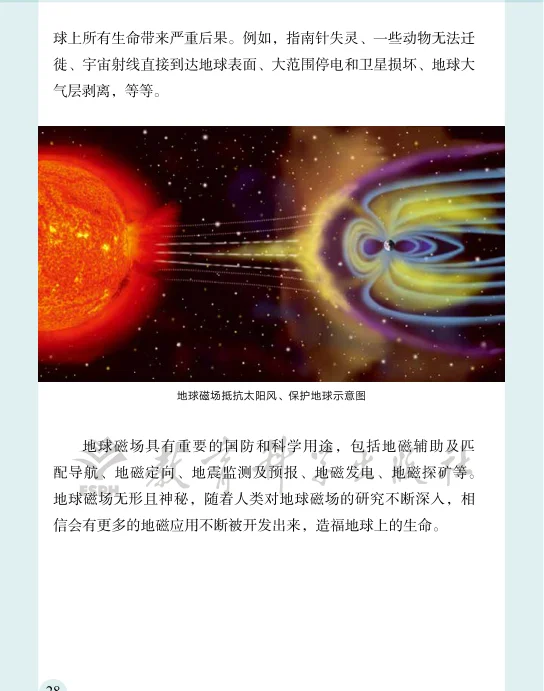 球上所有生命带来严重后果。例如，指南针失灵、一些动物无法迁
徙、宇宙射线直接到达地球表面、大范围停电和卫星损坏、地球大
气层剥离，等等。
地球磁场抵抗太阳风、保护地球示意图
地球磁场具有重要的国防和科学用途，包括地磁辅助及匹
配导航、地磁定向、地震监测及预报、地磁发电、地磁探矿等。
地球磁场无形且神秘，随着人类对地球磁场的研究不断深入，相
信会有更多的地磁应用不断被开发出来，造福地球上的生命。
教育科学出版社
ESPH
28